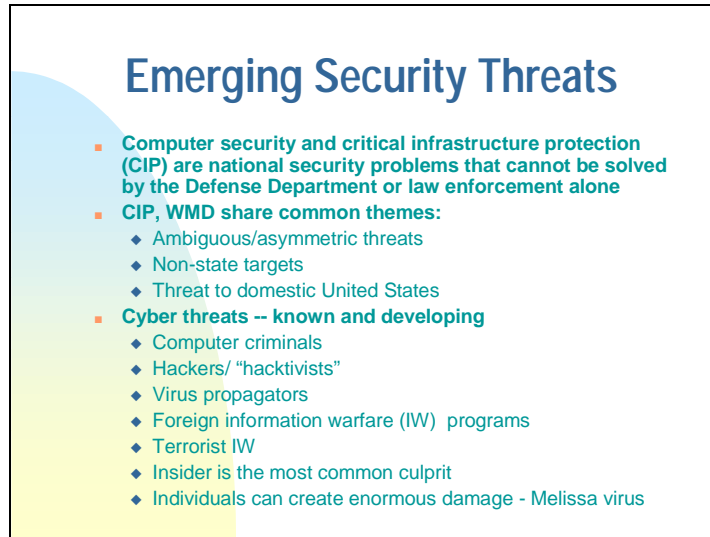 Emerging Security Threats
Computer security and critical infrastructure protection
(CIP) are national security problems that cannot be solved
by the Defense Department or law enforcement alone
CIP, WMD share common themes:
Ambiguous/asymmetric threats
Non-state targets
Threat to domestic United States
Cyber threats -- known and developing
Computer criminals
Hackers/ “hacktivists”
Virus propagators
Foreign information warfare (IW) programs
Terrorist IW
Insider is the most common culprit
Individuals can create enormous damage - Melissa virus